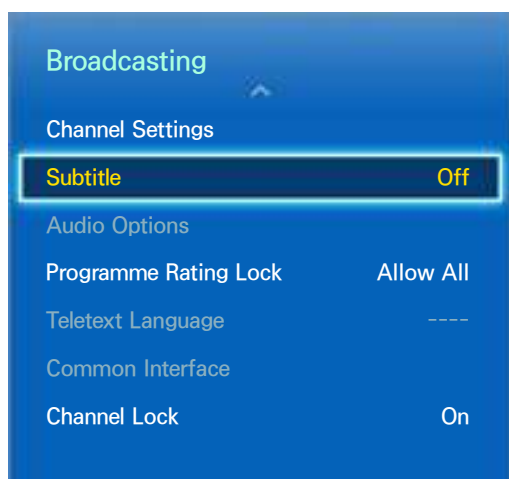 Broadcasting
Channel Settings
Subtitle Off
Audio Options
Programme Rating Lock Allow All
Teletext Language ----
Common Interface
Channel Lock On